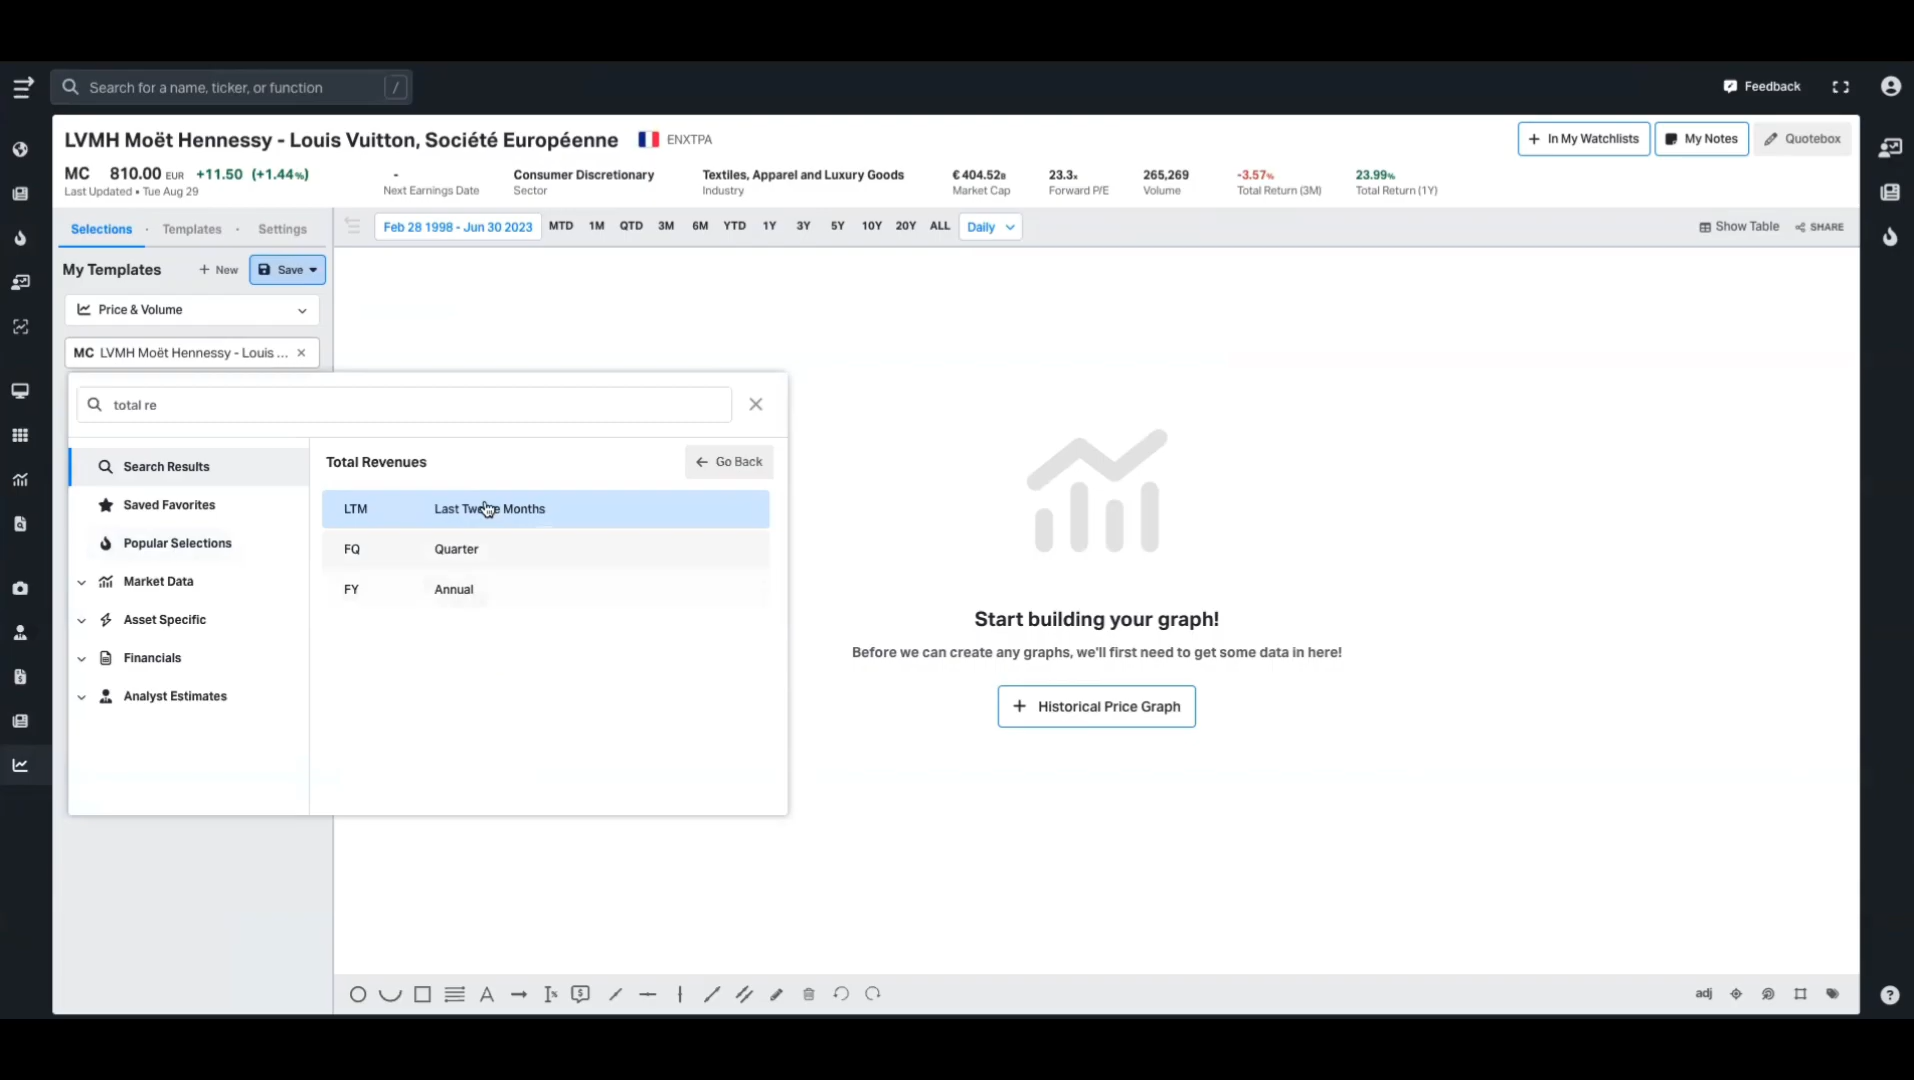 Search for a name, ticker, or function /
Feedback
LVMH Moët Hennessy - Louis Vuitton, Société Européenne ENXTPA
+ In My Watchlists
My Notes
Quotebox
MC 810.00 EUR +11.50 (+1.44%)
Last Updated • Tue Aug 29
-
Next Earnings Date
Consumer Discretionary
Sector
Textiles, Apparel and Luxury Goods
Industry
€ 404.52B
Market Cap
23.3x
Forward P/E
265,269
Volume
-3.57%
Total Return (3M)
23.99%
Total Return (1Y)
Selections · Templates · Settings
Feb 28 1998 - Jun 30 2023 MTD 1M QTD 3M 6M YTD 1Y 3Y 5Y 10Y 20Y ALL Daily
Show Table SHARE
My Templates + New Save
Price & Volume
MC LVMH Moët Hennessy - Louis ... ×
total re
Search Results
Saved Favorites
Popular Selections
Market Data
Asset Specific
Financials
Analyst Estimates
Total Revenues
← Go Back
LTM Last Twelve Months
FQ Quarter
FY Annual
Start building your graph!
Before we can create any graphs, we'll first need to get some data in here!
+ Historical Price Graph
adj